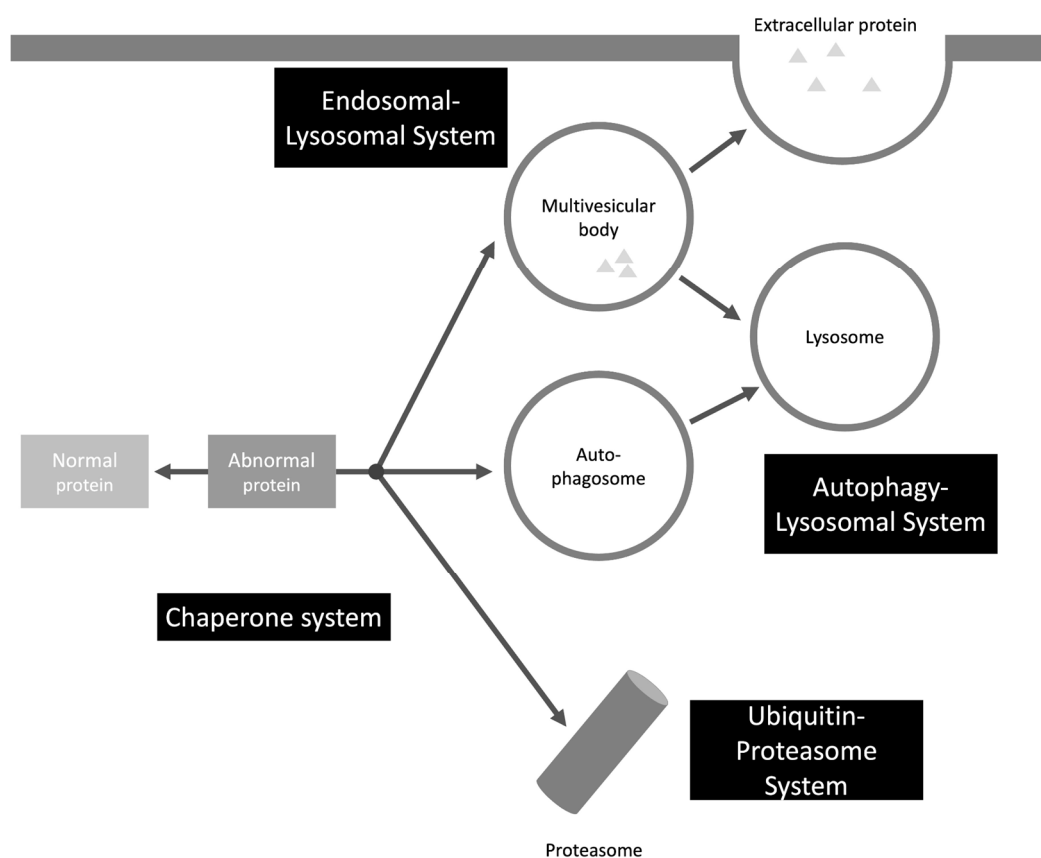 Extracellular protein
Endosomal-
Lysosomal System
Multivesicular
body
Lysosome
Normal
protein
Abnormal
protein
Auto-
phagosome
Autophagy-
Lysosomal System
Chaperone system
Ubiquitin-
Proteasome
System
Proteasome